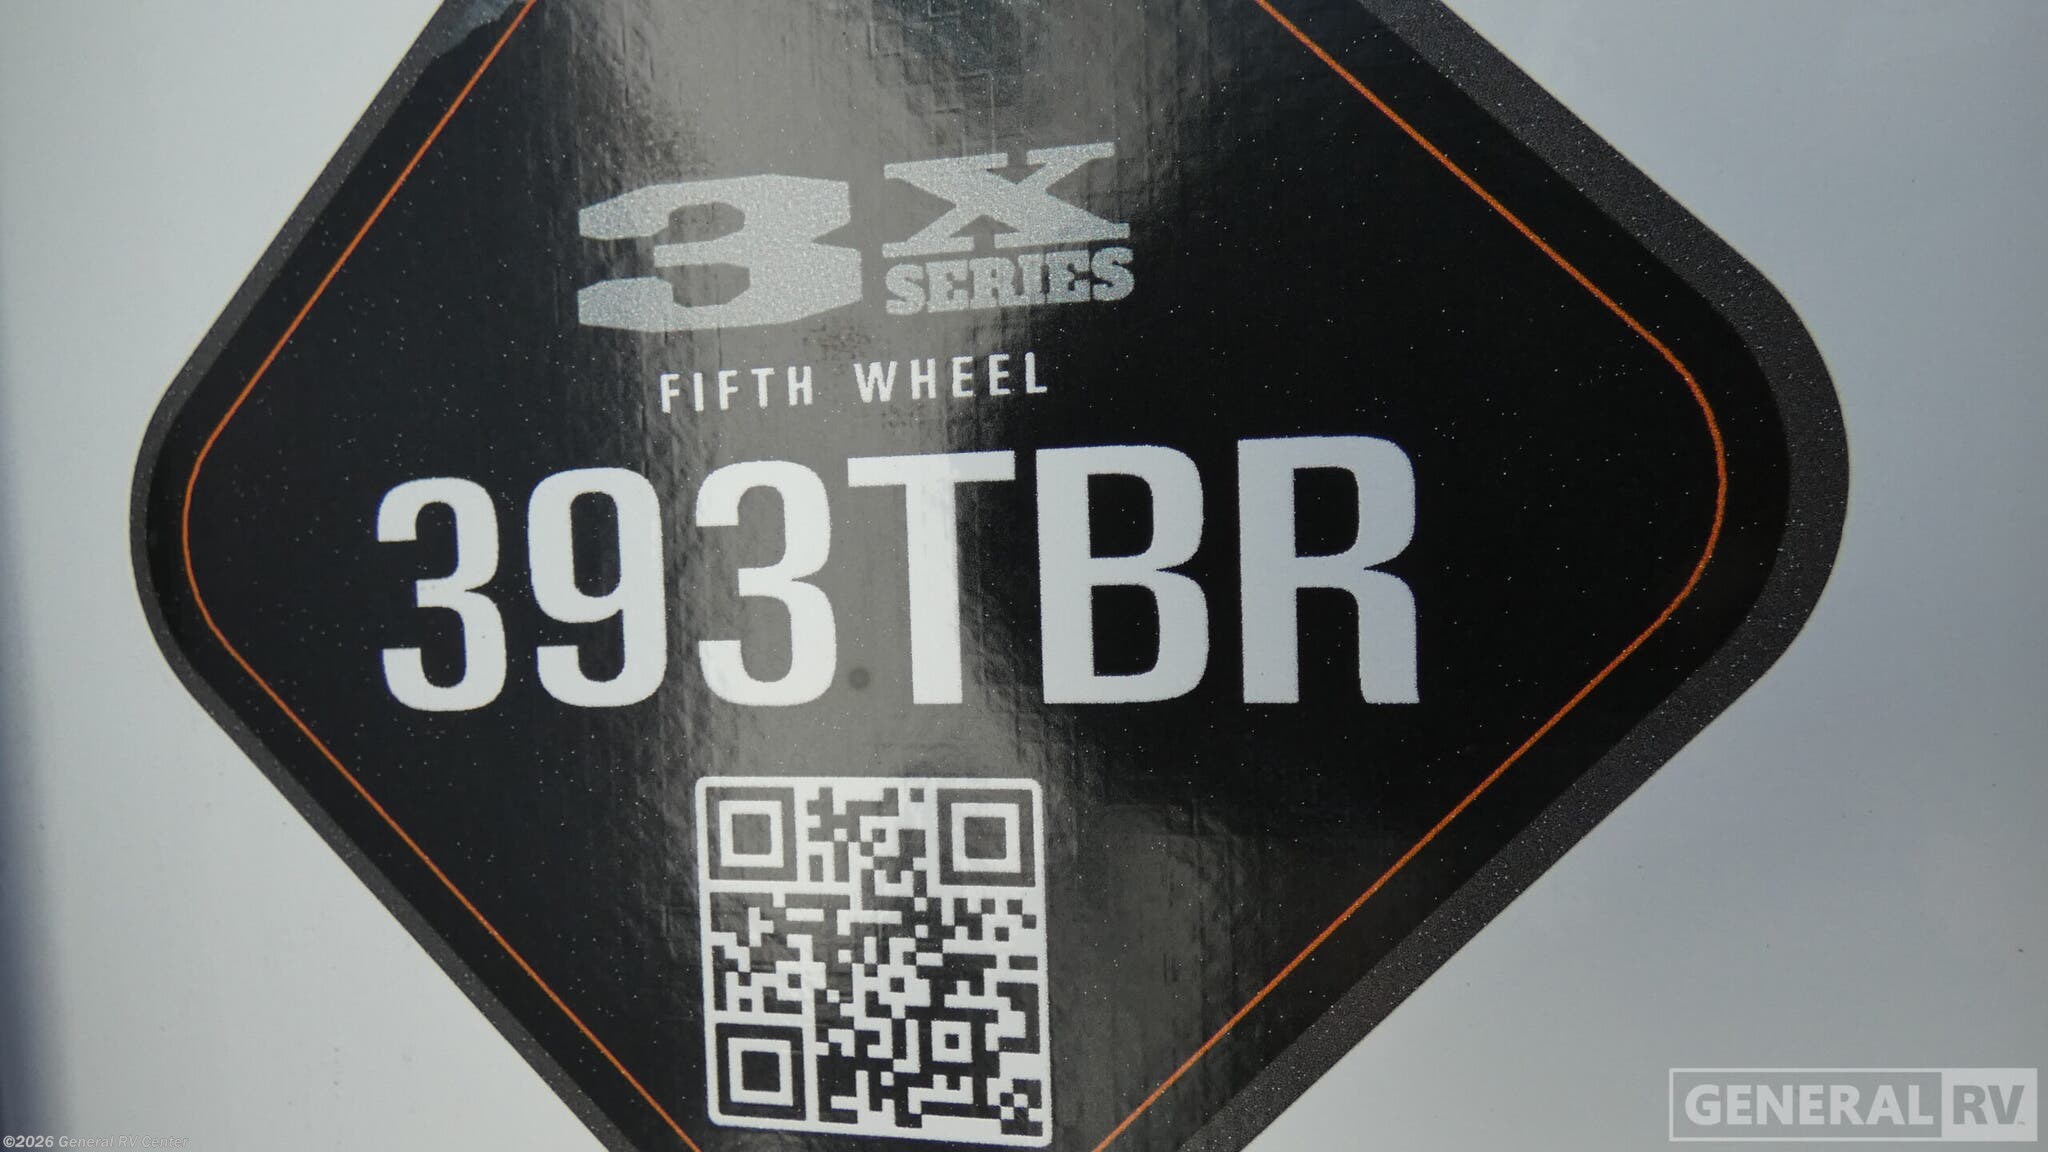 3X
SERIES
FIFTH WHEEL
393TBR
GENERAL RV
©2026 General RV Center